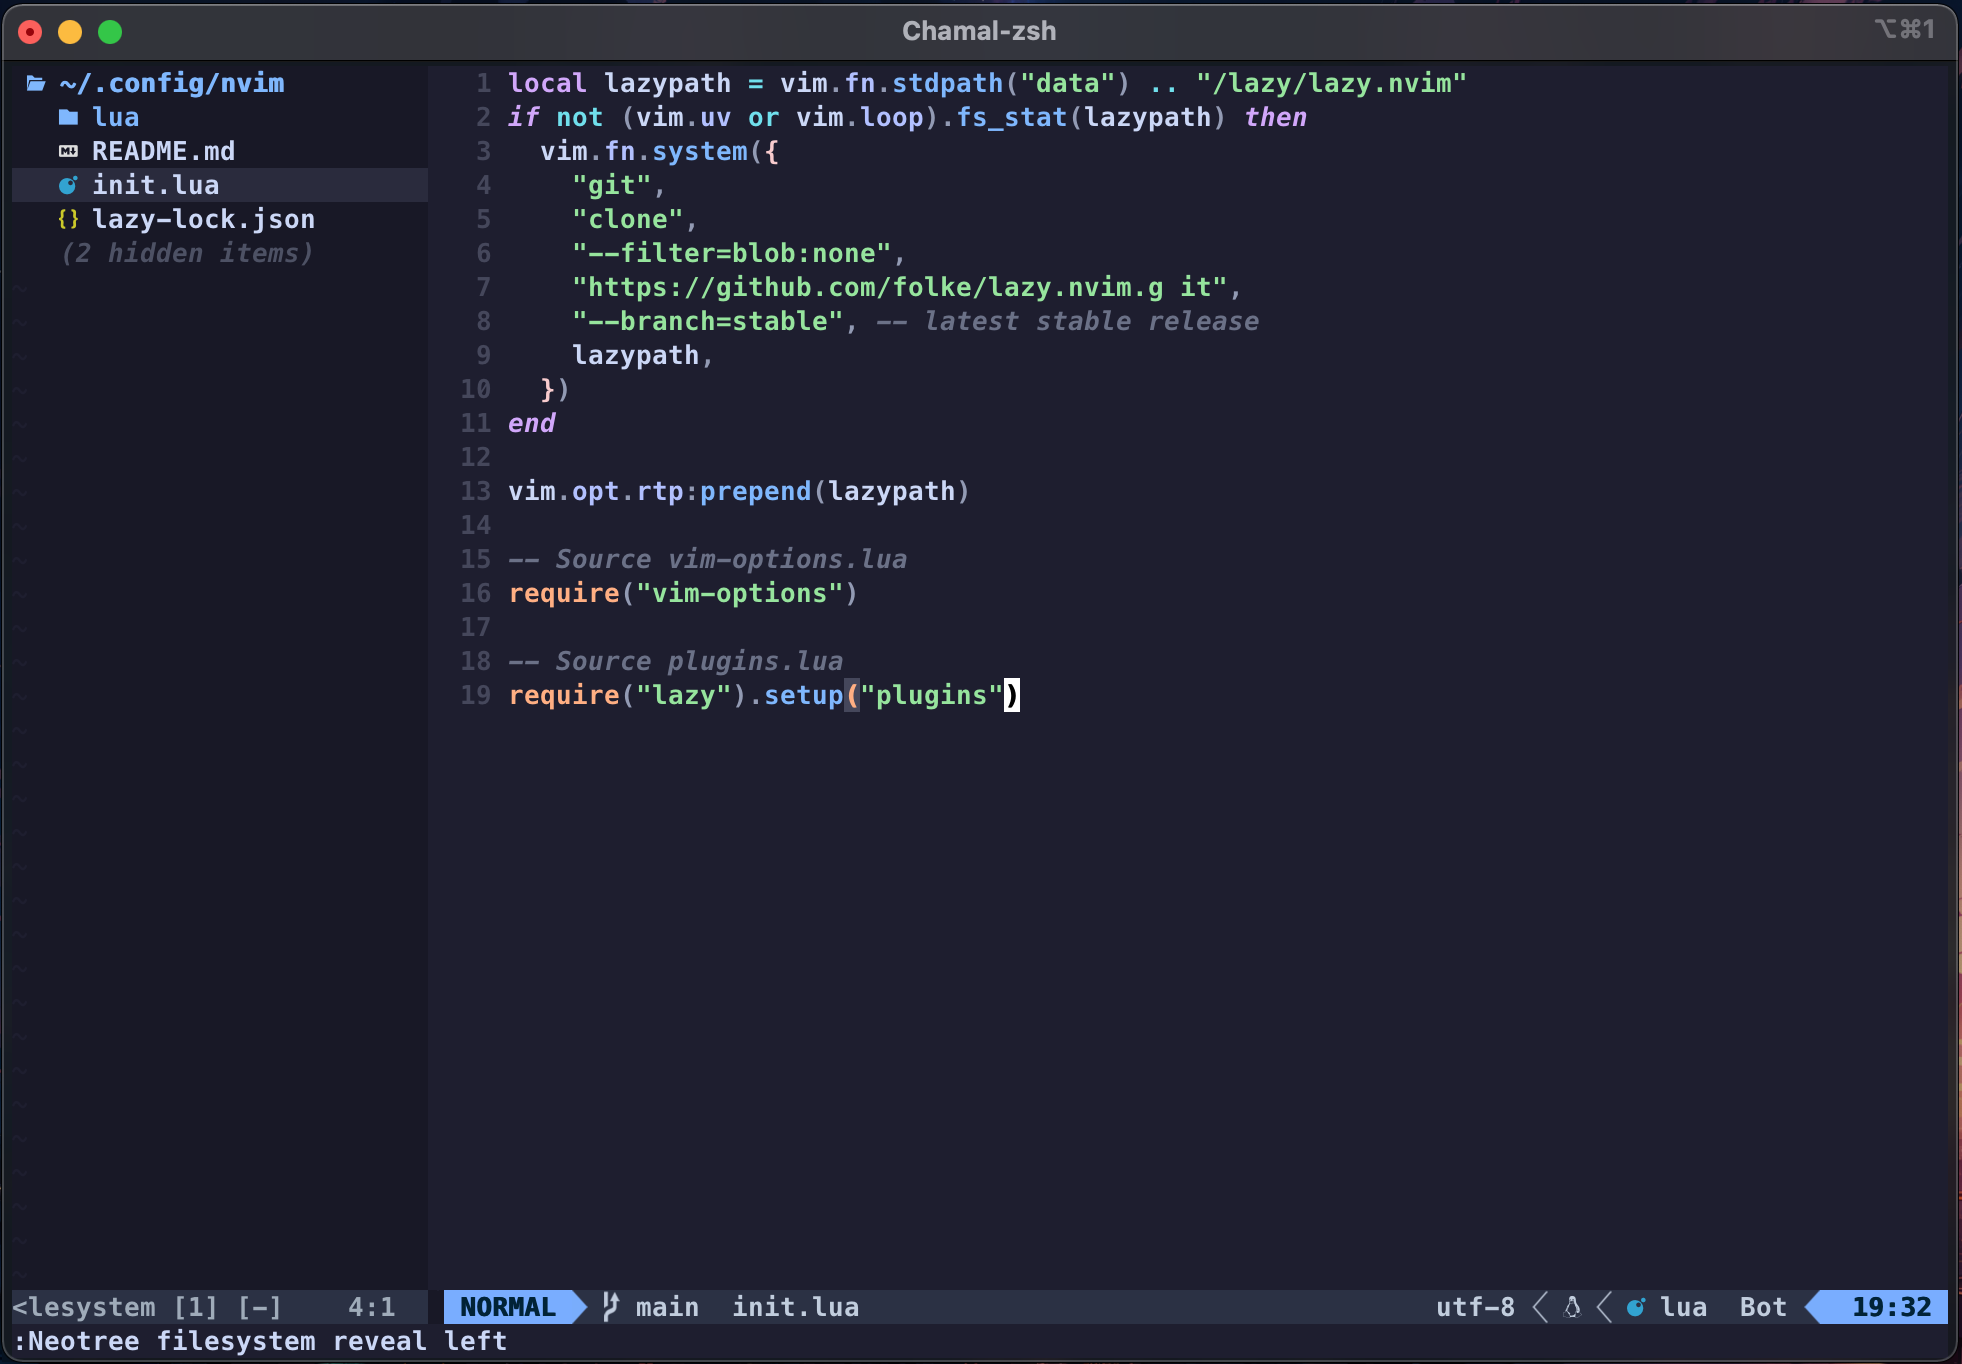 Chamal-zsh
⌥⌘1
~/.config/nvim
lua
README.md
init.lua
{} lazy-lock.json
(2 hidden items)
1 local lazypath = vim.fn.stdpath("data") .. "/lazy/lazy.nvim"
2 if not (vim.uv or vim.loop).fs_stat(lazypath) then
3   vim.fn.system({
4     "git",
5     "clone",
6     "--filter=blob:none",
7     "https://github.com/folke/lazy.nvim.g it",
8     "--branch=stable", -- latest stable release
9     lazypath,
10   })
11 end
12
13 vim.opt.rtp:prepend(lazypath)
14
15 -- Source vim-options.lua
16 require("vim-options")
17
18 -- Source plugins.lua
19 require("lazy").setup("plugins")
<lesystem [1] [-] 4:1
NORMAL main init.lua utf-8 lua Bot 19:32
:Neotree filesystem reveal left